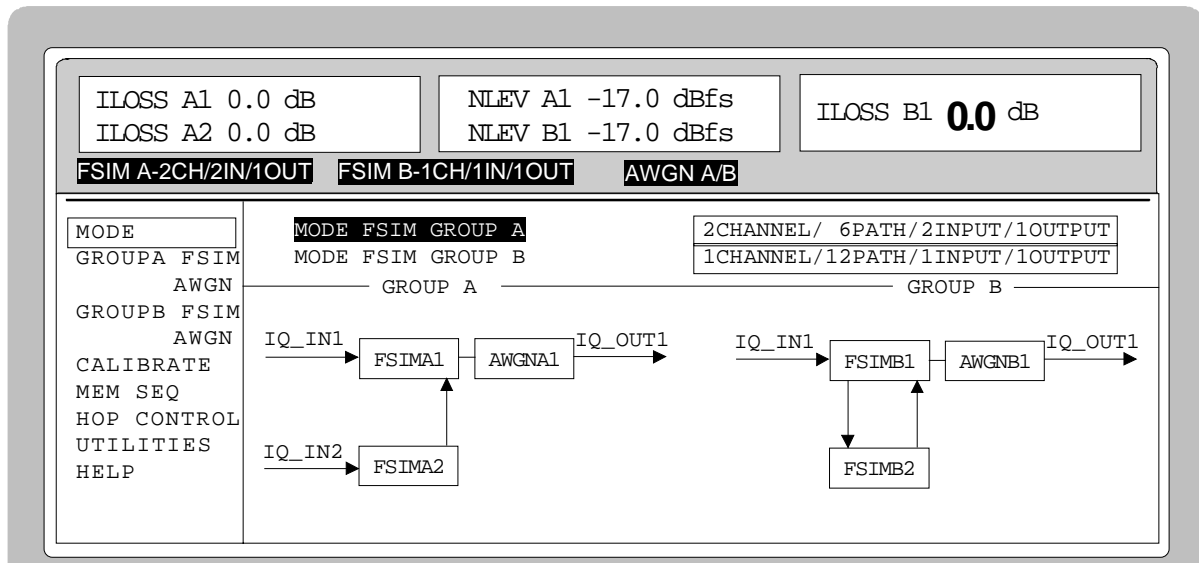 ILOSS A1 0.0 dB
ILOSS A2 0.0 dB
NLEV A1 -17.0 dBfs
NLEV B1 -17.0 dBfs
ILOSS B1 0.0 dB
FSIM A-2CH/2IN/1OUT FSIM B-1CH/1IN/1OUT AWGN A/B
MODE
GROUPA FSIM
AWGN
GROUPB FSIM
AWGN
CALIBRATE
MEM SEQ
HOP CONTROL
UTILITIES
HELP
MODE FSIM GROUP A 2CHANNEL/ 6PATH/2INPUT/1OUTPUT
MODE FSIM GROUP B 1CHANNEL/12PATH/1INPUT/1OUTPUT
GROUP A
IQ_IN1 FSIMA1 AWGNA1 IQ_OUT1
IQ_IN2 FSIMA2
GROUP B
IQ_IN1 FSIMB1 AWGNB1 IQ_OUT1
FSIMB2